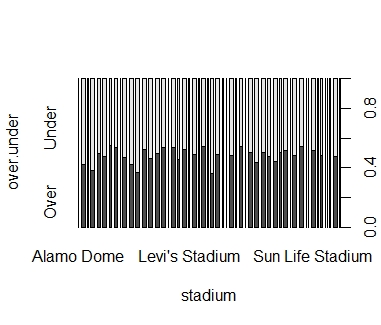 over.under
Over
Under
0.0
0.4
0.8
Alamo Dome
Levi's Stadium
Sun Life Stadium
stadium